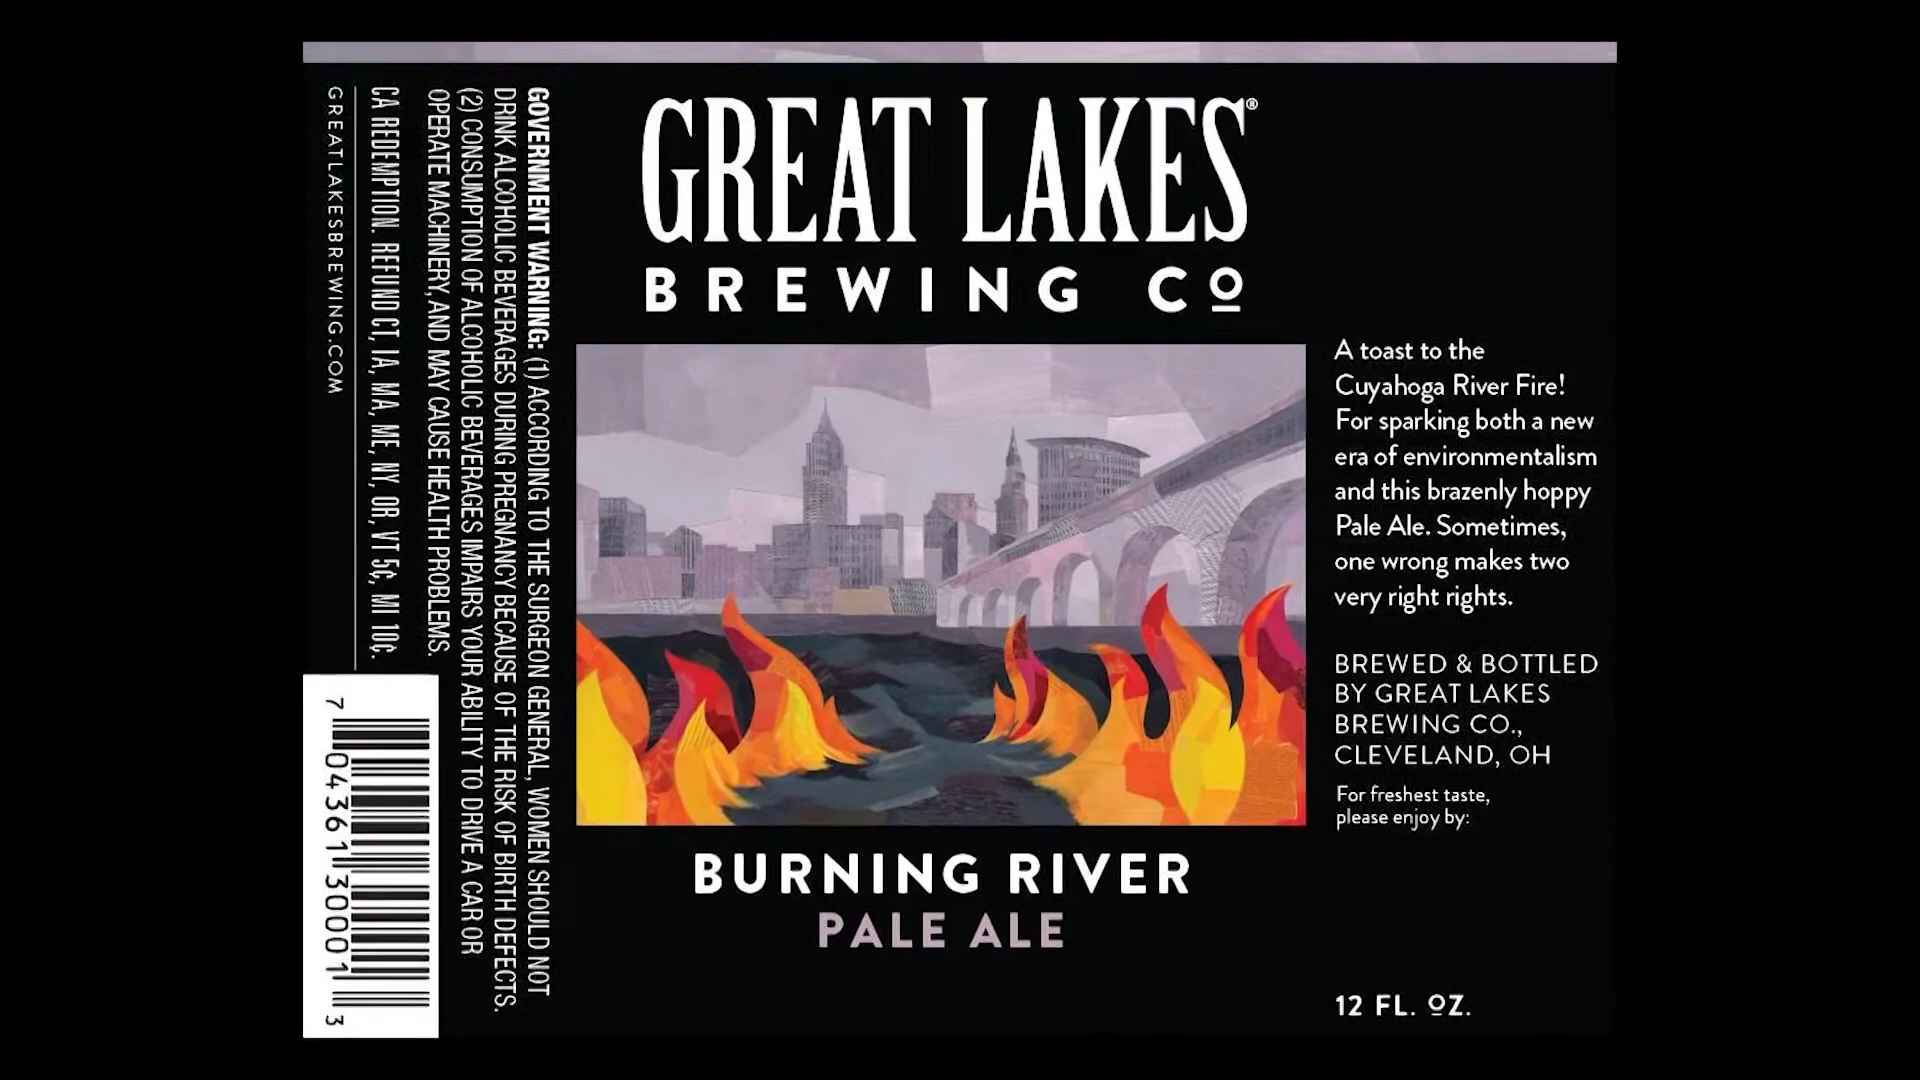 GREAT LAKES®
BREWING CO
A toast to the
Cuyahoga River Fire!
For sparking both a new
era of environmentalism
and this brazenly hoppy
Pale Ale. Sometimes,
one wrong makes two
very right rights.
BREWED & BOTTLED
BY GREAT LAKES
BREWING CO.,
CLEVELAND, OH
For freshest taste,
please enjoy by:
BURNING RIVER
PALE ALE
12 FL. OZ.
GOVERNMENT WARNING: (1) ACCORDING TO THE SURGEON GENERAL, WOMEN SHOULD NOT
DRINK ALCOHOLIC BEVERAGES DURING PREGNANCY BECAUSE OF THE RISK OF BIRTH DEFECTS.
(2) CONSUMPTION OF ALCOHOLIC BEVERAGES IMPAIRS YOUR ABILITY TO DRIVE A CAR OR
OPERATE MACHINERY, AND MAY CAUSE HEALTH PROBLEMS.
CA REDEMPTION. REFUND CT, IA, MA, ME, NY, OR, VT 5¢, MI 10¢.
GREATLAKESBREWING.COM
7 04361 30001 3